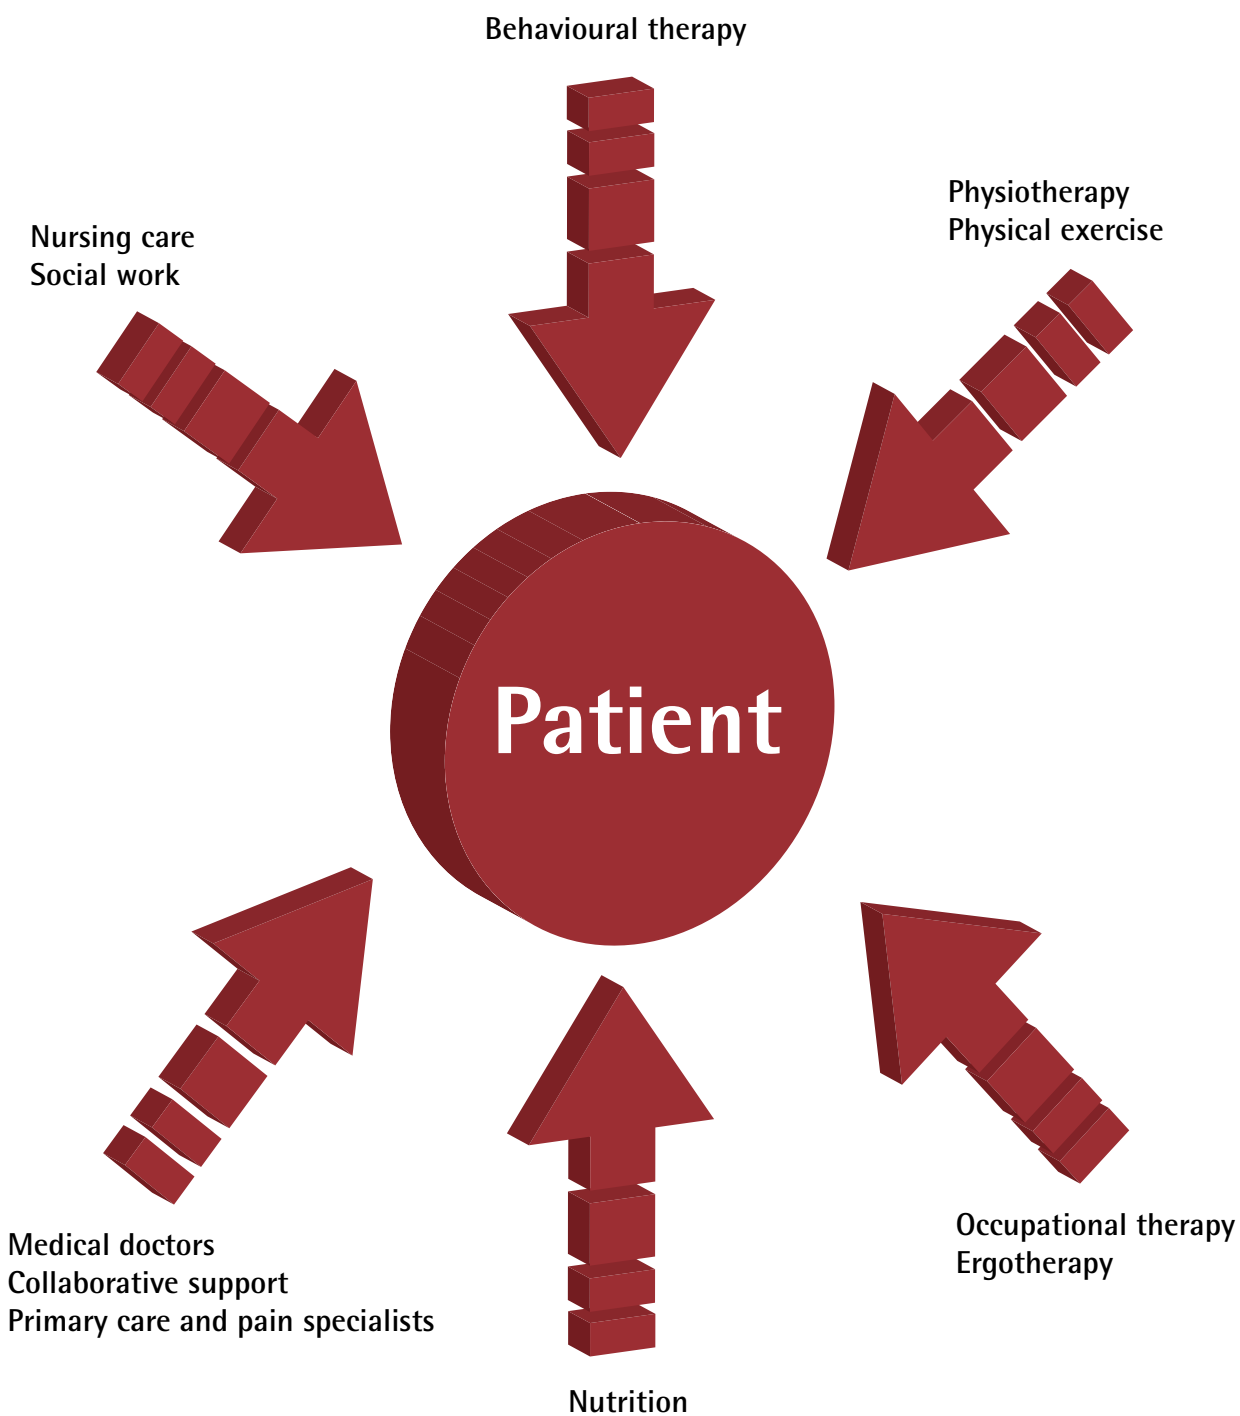 Behavioural therapy
Physiotherapy
Physical exercise
Nursing care
Social work
Patient
Occupational therapy
Ergotherapy
Medical doctors
Collaborative support
Primary care and pain specialists
Nutrition